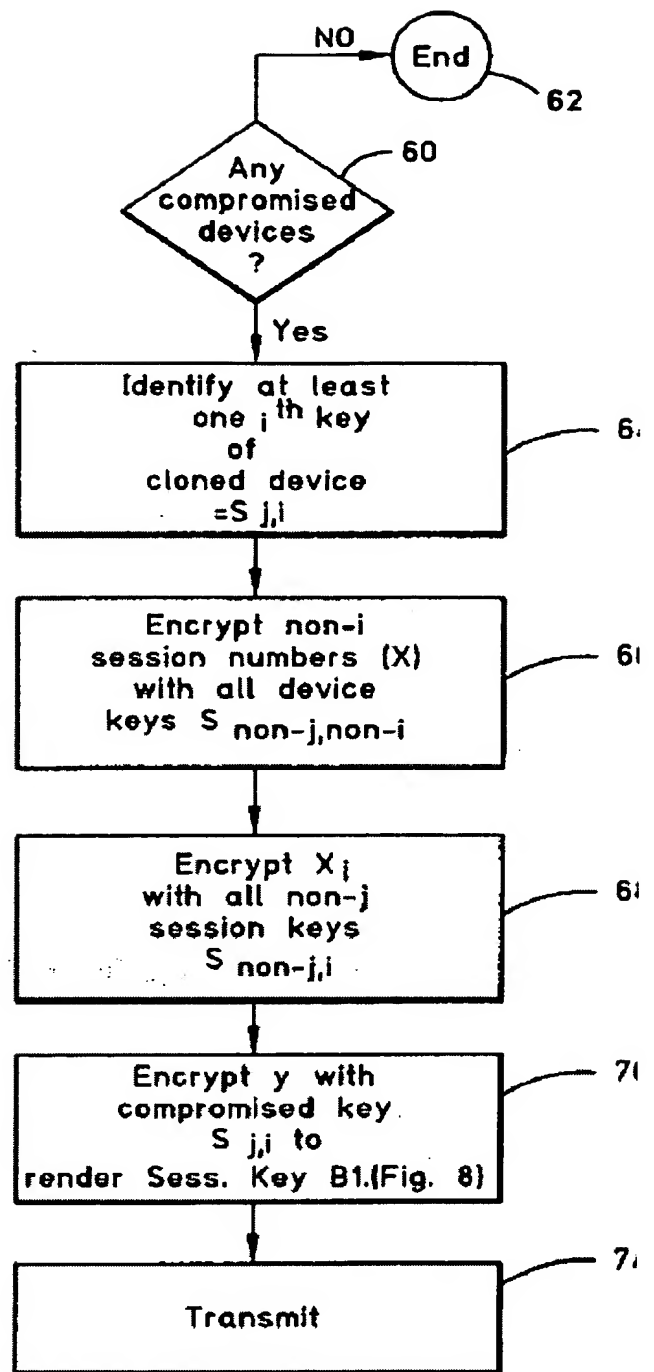 NO
End
62
60
Any
compromised
devices
?
Yes
Identify at least
one i th key
of
cloned device
=S j,i
Encrypt non-i
session numbers (X)
with all device
keys S non-j,non-i
Encrypt X i
with all non-j
session keys
S non-j,i
Encrypt y with
compromised key
S j,i to
render Sess. Key B1.(Fig. 8)
Transmit